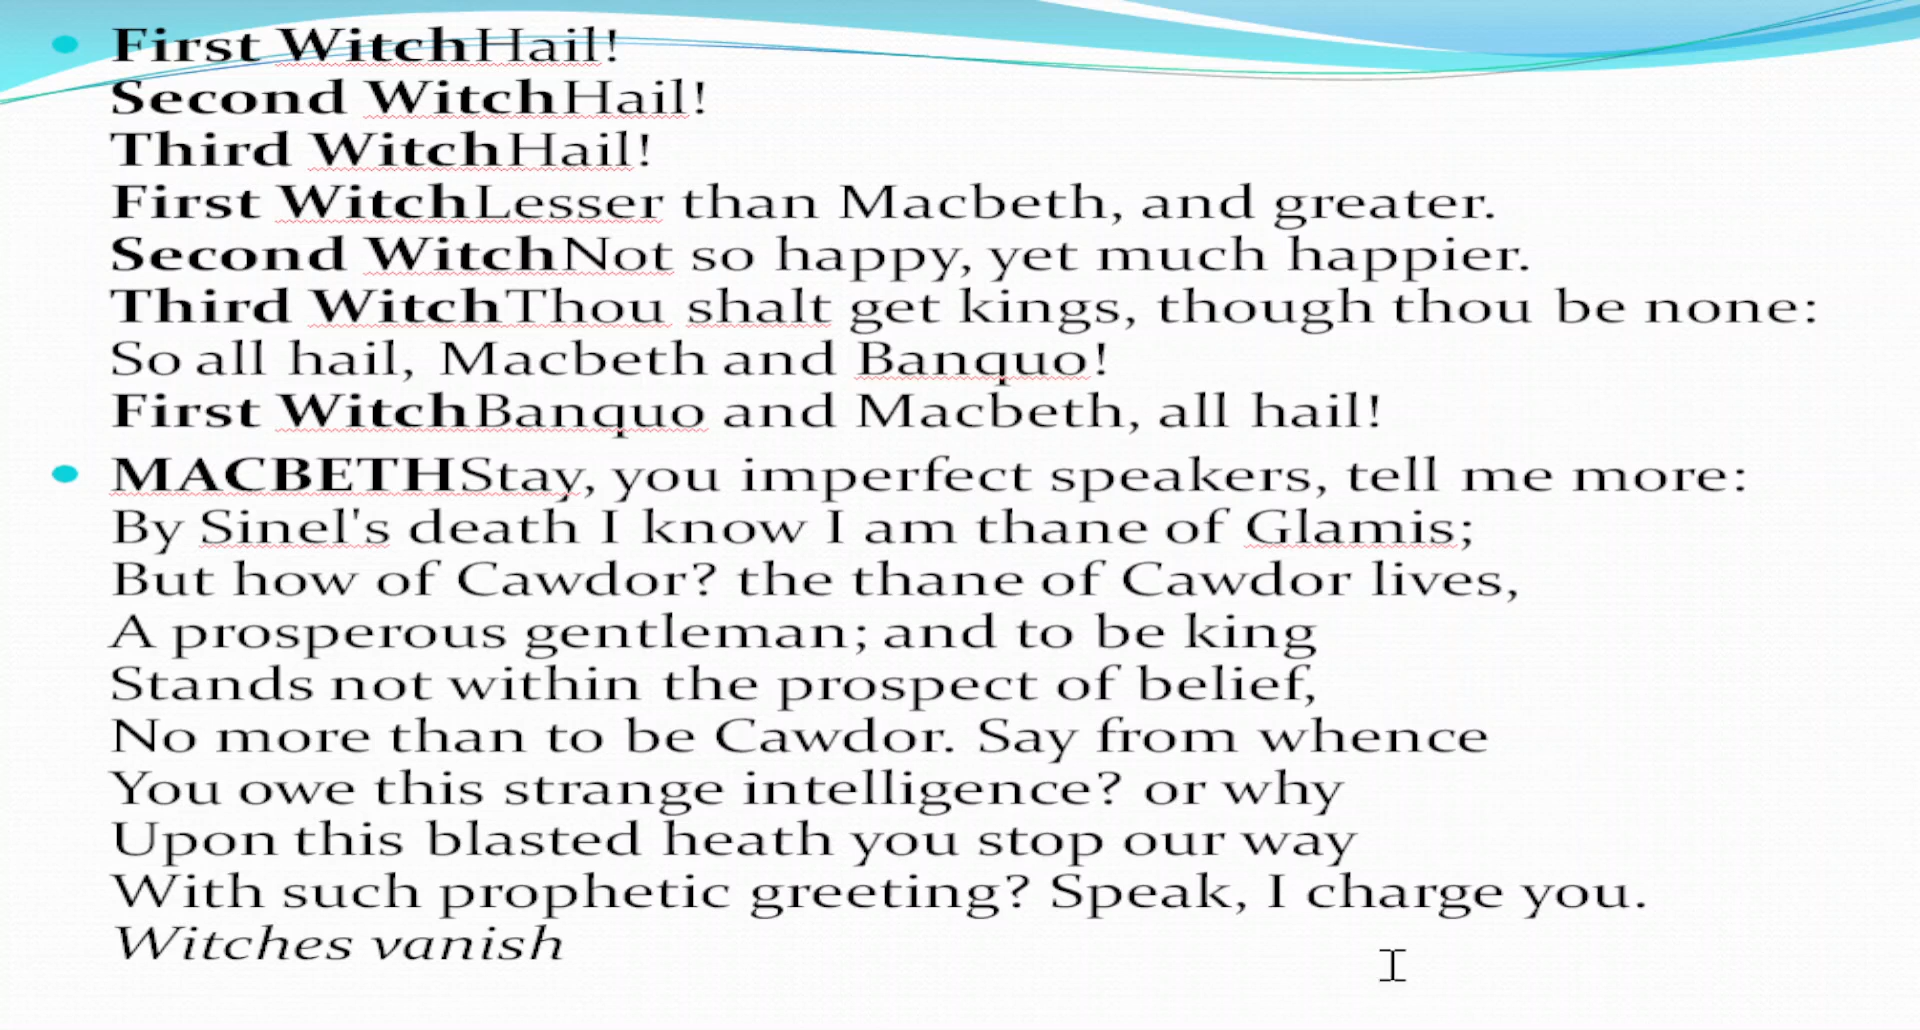 First WitchHail!
Second WitchHail!
Third WitchHail!
First WitchLesser than Macbeth, and greater.
Second WitchNot so happy, yet much happier.
Third WitchThou shalt get kings, though thou be none:
So all hail, Macbeth and Banquo!
First WitchBanquo and Macbeth, all hail!
MACBETHStay, you imperfect speakers, tell me more:
By Sinel's death I know I am thane of Glamis;
But how of Cawdor? the thane of Cawdor lives,
A prosperous gentleman; and to be king
Stands not within the prospect of belief,
No more than to be Cawdor. Say from whence
You owe this strange intelligence? or why
Upon this blasted heath you stop our way
With such prophetic greeting? Speak, I charge you.
Witches vanish